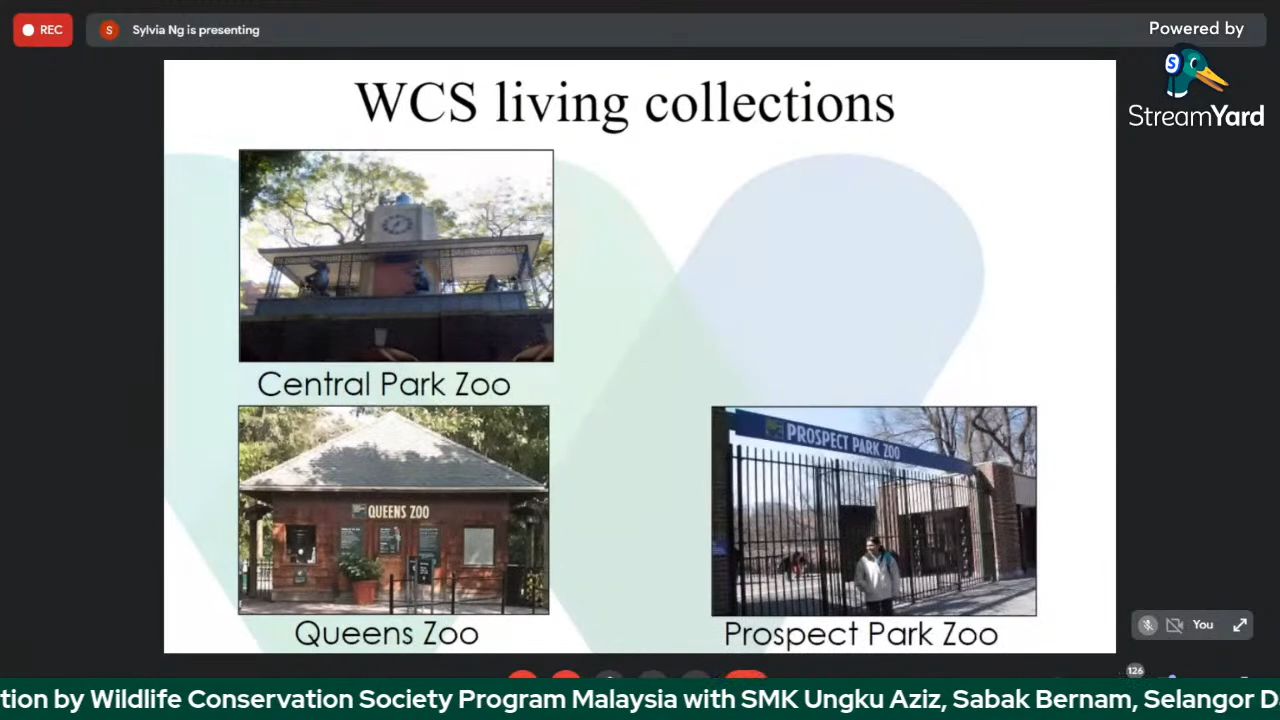 REC
S
Sylvia Ng is presenting
Powered by
S
StreamYard
WCS living collections
Central Park Zoo
QUEENS ZOO
PROSPECT PARK ZOO
Queens Zoo
Prospect Park Zoo
You
126
tion by Wildlife Conservation Society Program Malaysia with SMK Ungku Aziz, Sabak Bernam, Selangor D